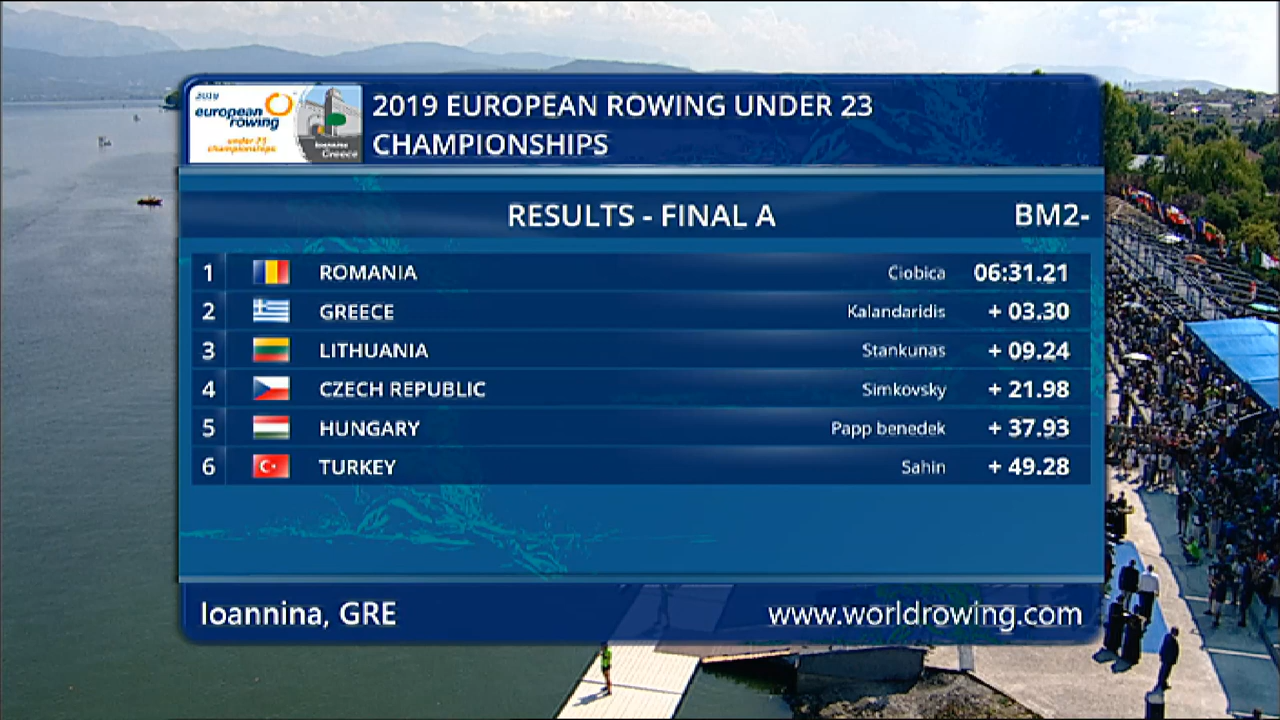 2019
european
rowing
under 23
championships
Ioannina
Greece
2019 EUROPEAN ROWING UNDER 23
CHAMPIONSHIPS
RESULTS - FINAL A BM2-
1 ROMANIA Ciobica 06:31.21
2 GREECE Kalandaridis + 03.30
3 LITHUANIA Stankunas + 09.24
4 CZECH REPUBLIC Simkovsky + 21.98
5 HUNGARY Papp benedek + 37.93
6 TURKEY Sahin + 49.28
Ioannina, GRE www.worldrowing.com